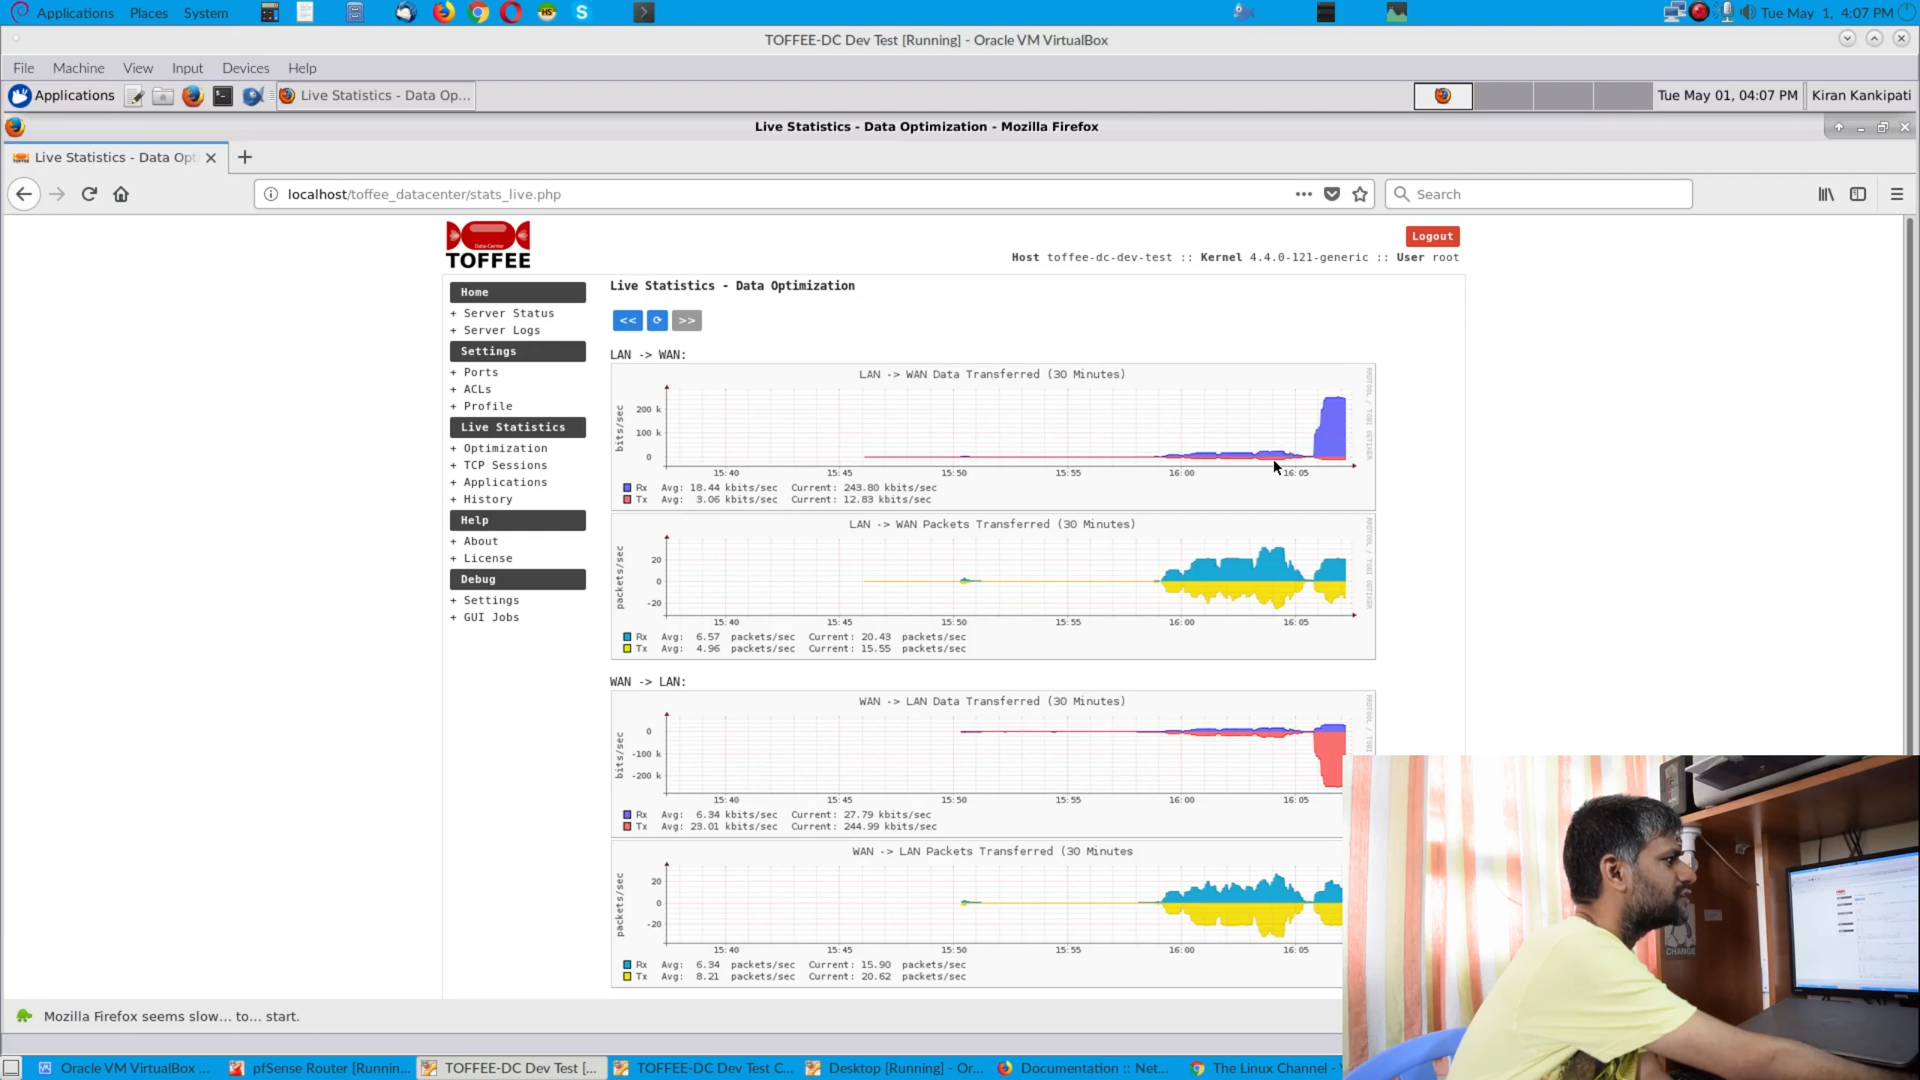 Applications Places System
Tue May 1, 4:07 PM
TOFFEE-DC Dev Test [Running] - Oracle VM VirtualBox
File Machine View Input Devices Help
Applications
Live Statistics - Data Op...
Tue May 01, 04:07 PM
Kiran Kankipati
Live Statistics - Data Optimization - Mozilla Firefox
Live Statistics - Data Opt
localhost/toffee_datacenter/stats_live.php
Search
Data-Center
TOFFEE
Logout
Host toffee-dc-dev-test :: Kernel 4.4.0-121-generic :: User root
Home
+ Server Status
+ Server Logs
Settings
+ Ports
+ ACLs
+ Profile
Live Statistics
+ Optimization
+ TCP Sessions
+ Applications
+ History
Help
+ About
+ License
Debug
+ Settings
+ GUI Jobs
Live Statistics - Data Optimization
<< >>
LAN -> WAN:
LAN -> WAN Data Transferred (30 Minutes)
bits/sec
200 k
100 k
0
15:40 15:45 15:50 15:55 16:00 16:05
Rx Avg: 18.44 kbits/sec Current: 243.80 kbits/sec
Tx Avg: 3.06 kbits/sec Current: 12.83 kbits/sec
RRDTOOL / TOBI OETIKER
LAN -> WAN Packets Transferred (30 Minutes)
packets/sec
20
0
-20
15:40 15:45 15:50 15:55 16:00 16:05
Rx Avg: 6.57 packets/sec Current: 20.43 packets/sec
Tx Avg: 4.96 packets/sec Current: 15.55 packets/sec
RRDTOOL / TOBI OETIKER
WAN -> LAN:
WAN -> LAN Data Transferred (30 Minutes)
bits/sec
0
-100 k
-200 k
15:40 15:45 15:50 15:55 16:00 16:05
Rx Avg: 6.34 kbits/sec Current: 27.79 kbits/sec
Tx Avg: 23.01 kbits/sec Current: 244.99 kbits/sec
WAN -> LAN Packets Transferred (30 Minutes
packets/sec
20
0
-20
15:40 15:45 15:50 15:55 16:00 16:05
Rx Avg: 6.34 packets/sec Current: 15.90 packets/sec
Tx Avg: 8.21 packets/sec Current: 20.62 packets/sec
CHANGE
Mozilla Firefox seems slow... to... start.
Oracle VM VirtualBox ...
pfSense Router [Runnin...
TOFFEE-DC Dev Test [...
TOFFEE-DC Dev Test C...
Desktop [Running] - Or...
Documentation :: Net...
The Linux Channel -